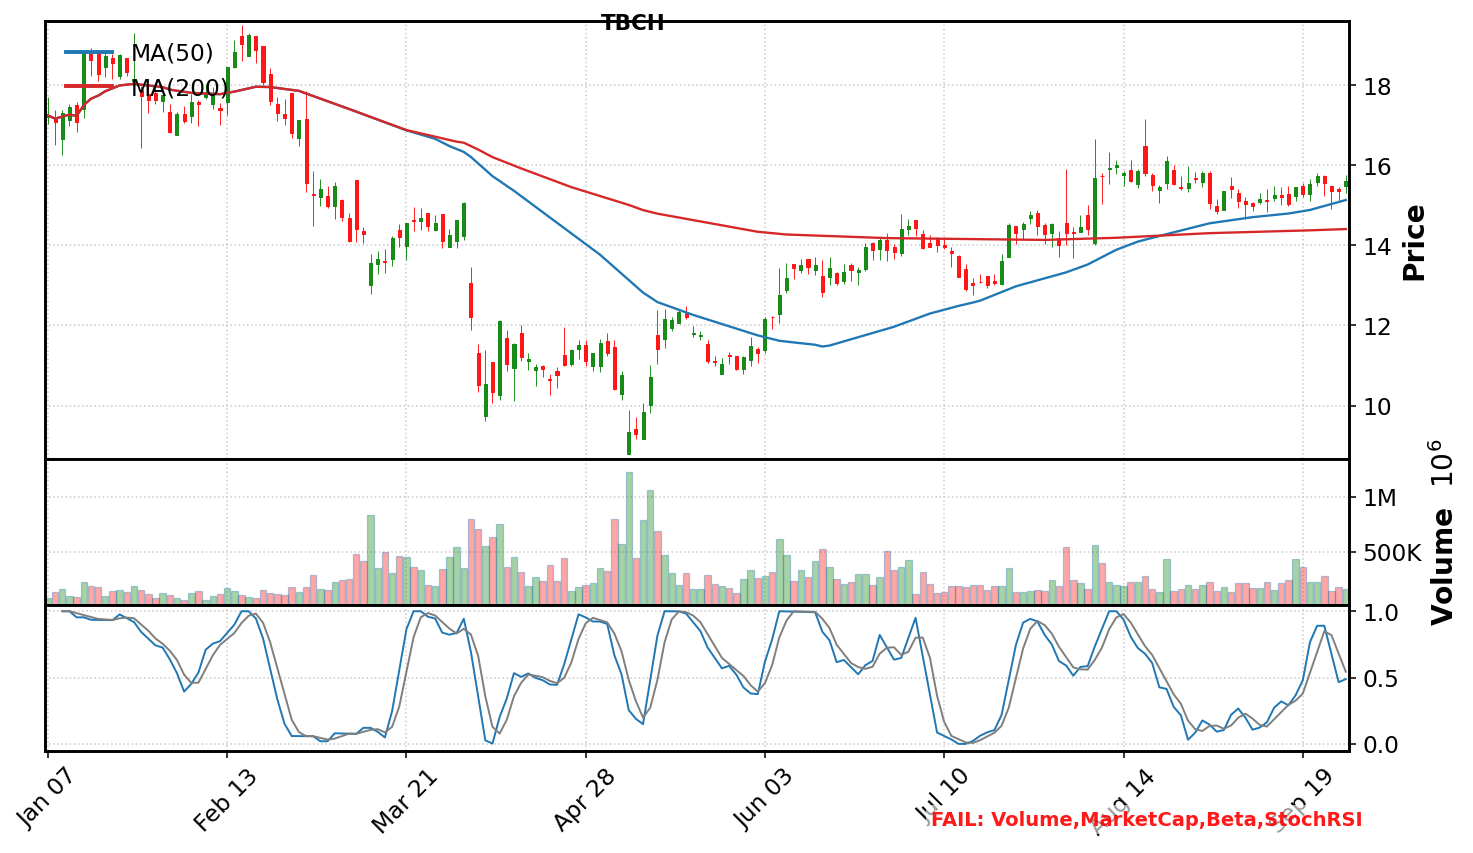 TBCH
MA(50)
MA(200)
18
16
14
12
10
Price
1M
500K
Volume 10⁶
1.0
0.5
0.0
Jan 07
Feb 13
Mar 21
Apr 28
Jun 03
Jul 10
Aug 14
Sep 19
FAIL: Volume,MarketCap,Beta,StochRSI